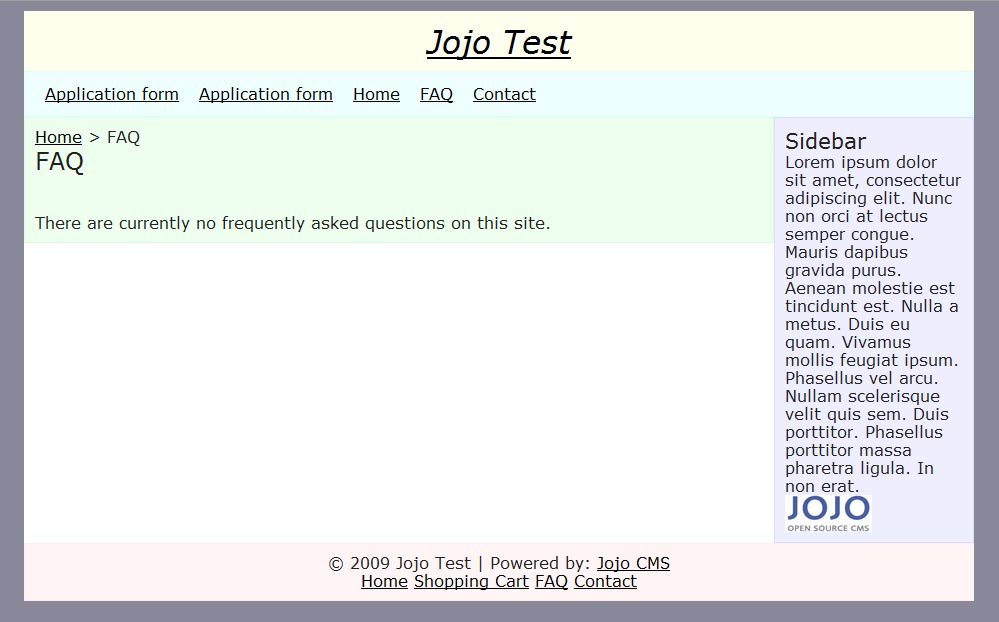 Jojo Test
Application form Application form Home FAQ Contact
Home > FAQ
FAQ
There are currently no frequently asked questions on this site.
Sidebar
Lorem ipsum dolor
sit amet, consectetur
adipiscing elit. Nunc
non orci at lectus
semper congue.
Mauris dapibus
gravida purus.
Aenean molestie est
tincidunt est. Nulla a
metus. Duis eu
quam. Vivamus
mollis feugiat ipsum.
Phasellus vel arcu.
Nullam scelerisque
velit quis sem. Duis
porttitor. Phasellus
porttitor massa
pharetra ligula. In
non erat.
JOJO
OPEN SOURCE CMS
© 2009 Jojo Test | Powered by: Jojo CMS
Home Shopping Cart FAQ Contact